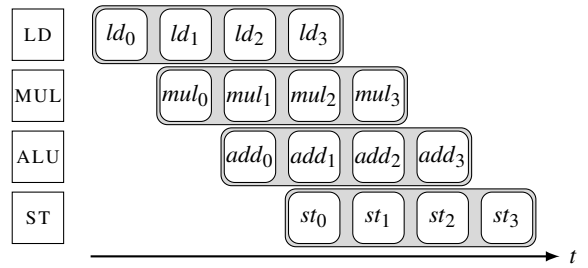 LD ld₀ ld₁ ld₂ ld₃
MUL mul₀ mul₁ mul₂ mul₃
ALU add₀ add₁ add₂ add₃
ST st₀ st₁ st₂ st₃
t